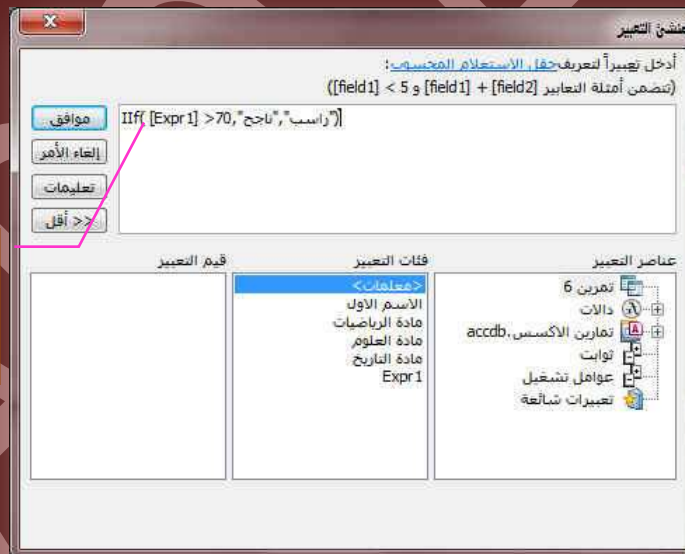 منشئ التعبير
أدخل تعبيراً لتعريف حقل الاستعلام المحسوب:
(تتضمن أمثلة التعابير [field1] + [field2] و [field1] < 5)
IIf( [Expr1] >70,"ناجح","راسب")
موافق
إلغاء الأمر
تعليمات
<< أقل
عناصر التعبير
تمرين 6
دالات
تمارين الاكسس.accdb
ثوابت
عوامل تشغيل
تعبيرات شائعة
فئات التعبير
<معلمات>
الاسم الاول
مادة الرياضيات
مادة العلوم
مادة التاريخ
Expr1
قيم التعبير